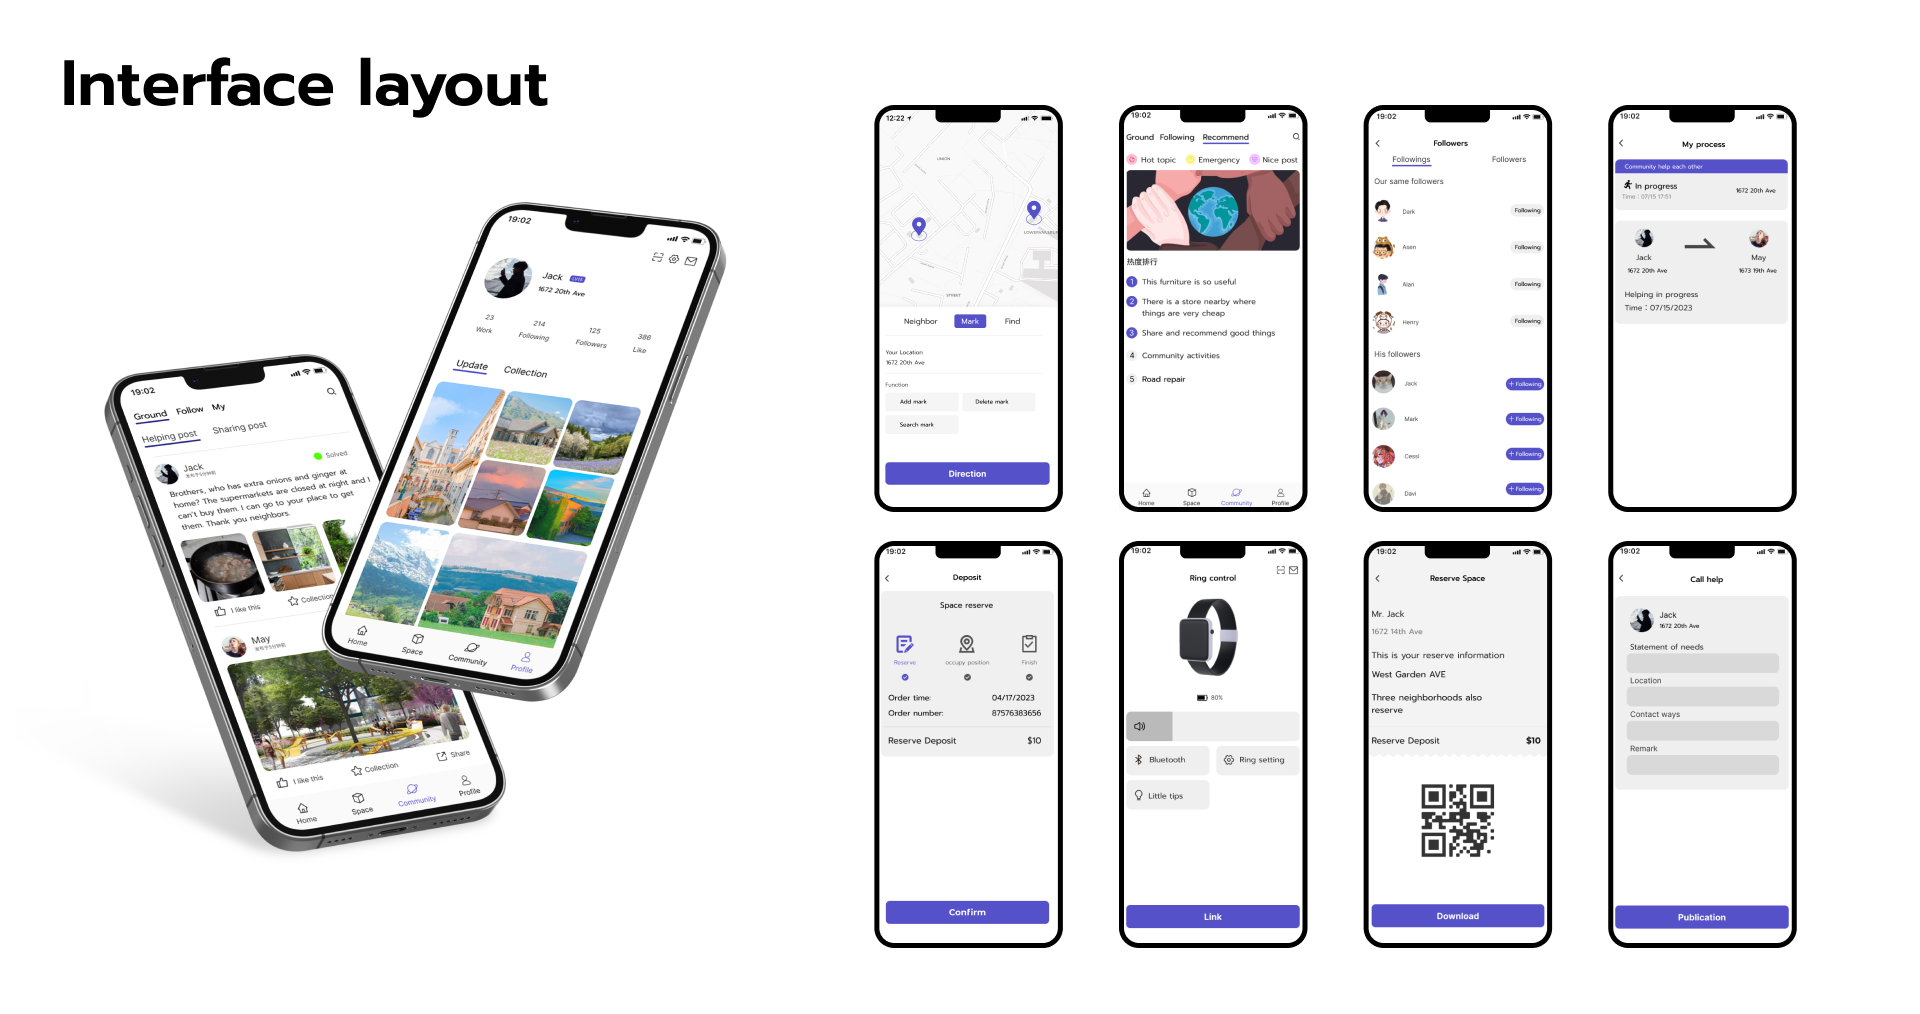 Interface layout
19:02
Ground Follow My
Helping post Sharing post
Jack
Solved
Brothers, who has extra onions and ginger at
home? The supermarkets are closed at night and I
can't buy them. I can go to your place to get
them. Thank you neighbors.
I like this
Collection
May
I like this
Collection
Share
Home
Space
Community
Profile
19:02
Jack
1672 20th Ave
23
Work
214
Following
125
Followers
386
Like
Update
Collection
Home
Space
Community
Profile
12:22
UNION
STREET
Neighbor
Mark
Find
Your Location
1672 20th Ave
Function
Add mark
Delete mark
Search mark
Direction
19:02
Ground Following Recommend
Hot topic
Emergency
Nice post
热度排行
1 This furniture is so useful
2 There is a store nearby where
things are very cheap
3 Share and recommend good things
4 Community activities
5 Road repair
Home
Space
Community
Profile
19:02
Followers
Followings
Followers
Our same followers
Dark
Following
Asen
Following
Alan
Following
Henry
Following
His followers
Jack
+ Following
Mark
+ Following
Cessi
+ Following
Davi
+ Following
19:02
My process
Community help each other
In progress
1672 20th Ave
Time : 07/15 17:51
Jack
May
1672 20th Ave
1673 19th Ave
Helping in progress
Time : 07/15/2023
19:02
Deposit
Space reserve
Reserve
occupy position
Finish
Order time:
04/17/2023
Order number:
87576383656
Reserve Deposit
$10
Confirm
19:02
Ring control
80%
Bluetooth
Ring setting
Little tips
Link
19:02
Reserve Space
Mr. Jack
1672 14th Ave
This is your reserve information
West Garden AVE
Three neighborhoods also
reserve
Reserve Deposit
$10
Download
19:02
Call help
Jack
1672 20th Ave
Statement of needs
Location
Contact ways
Remark
Publication